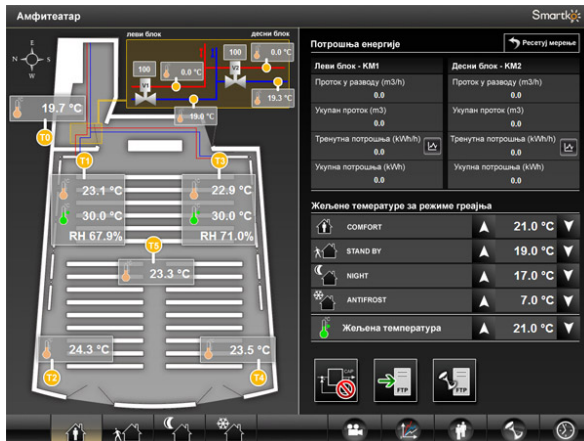 Амфитеатар
Smartkit
леви блок
десни блок
E
N
S
W
100
0.0 °C
100
0.0 °C
V1
V2
19.3 °C
19.0 °C
19.7 °C
T0
T1
T3
23.1 °C
22.9 °C
30.0 °C
30.0 °C
RH 67.9%
RH 71.0%
T5
23.3 °C
24.3 °C
23.5 °C
T2
T4
Потрошња енергије
Ресетуј мерење
Леви блок - KM1
Десни блок - KM2
Проток у разводу (m3/h)
Проток у разводу (m3/h)
0.0
0.0
Укупан проток (m3)
Укупан проток (m3)
0.0
0.0
Тренутна потрошња (kWh/h)
Тренутна потрошња (kWh/h)
0.0
0.0
Укупна потрошња (kWh)
Укупна потрошња (kWh)
0.0
0.0
Жељене темературе за режиме грејања
COMFORT
21.0 °C
STAND BY
19.0 °C
NIGHT
17.0 °C
ANTIFROST
7.0 °C
Жељена температура
21.0 °C
CAP
FTP
FTP